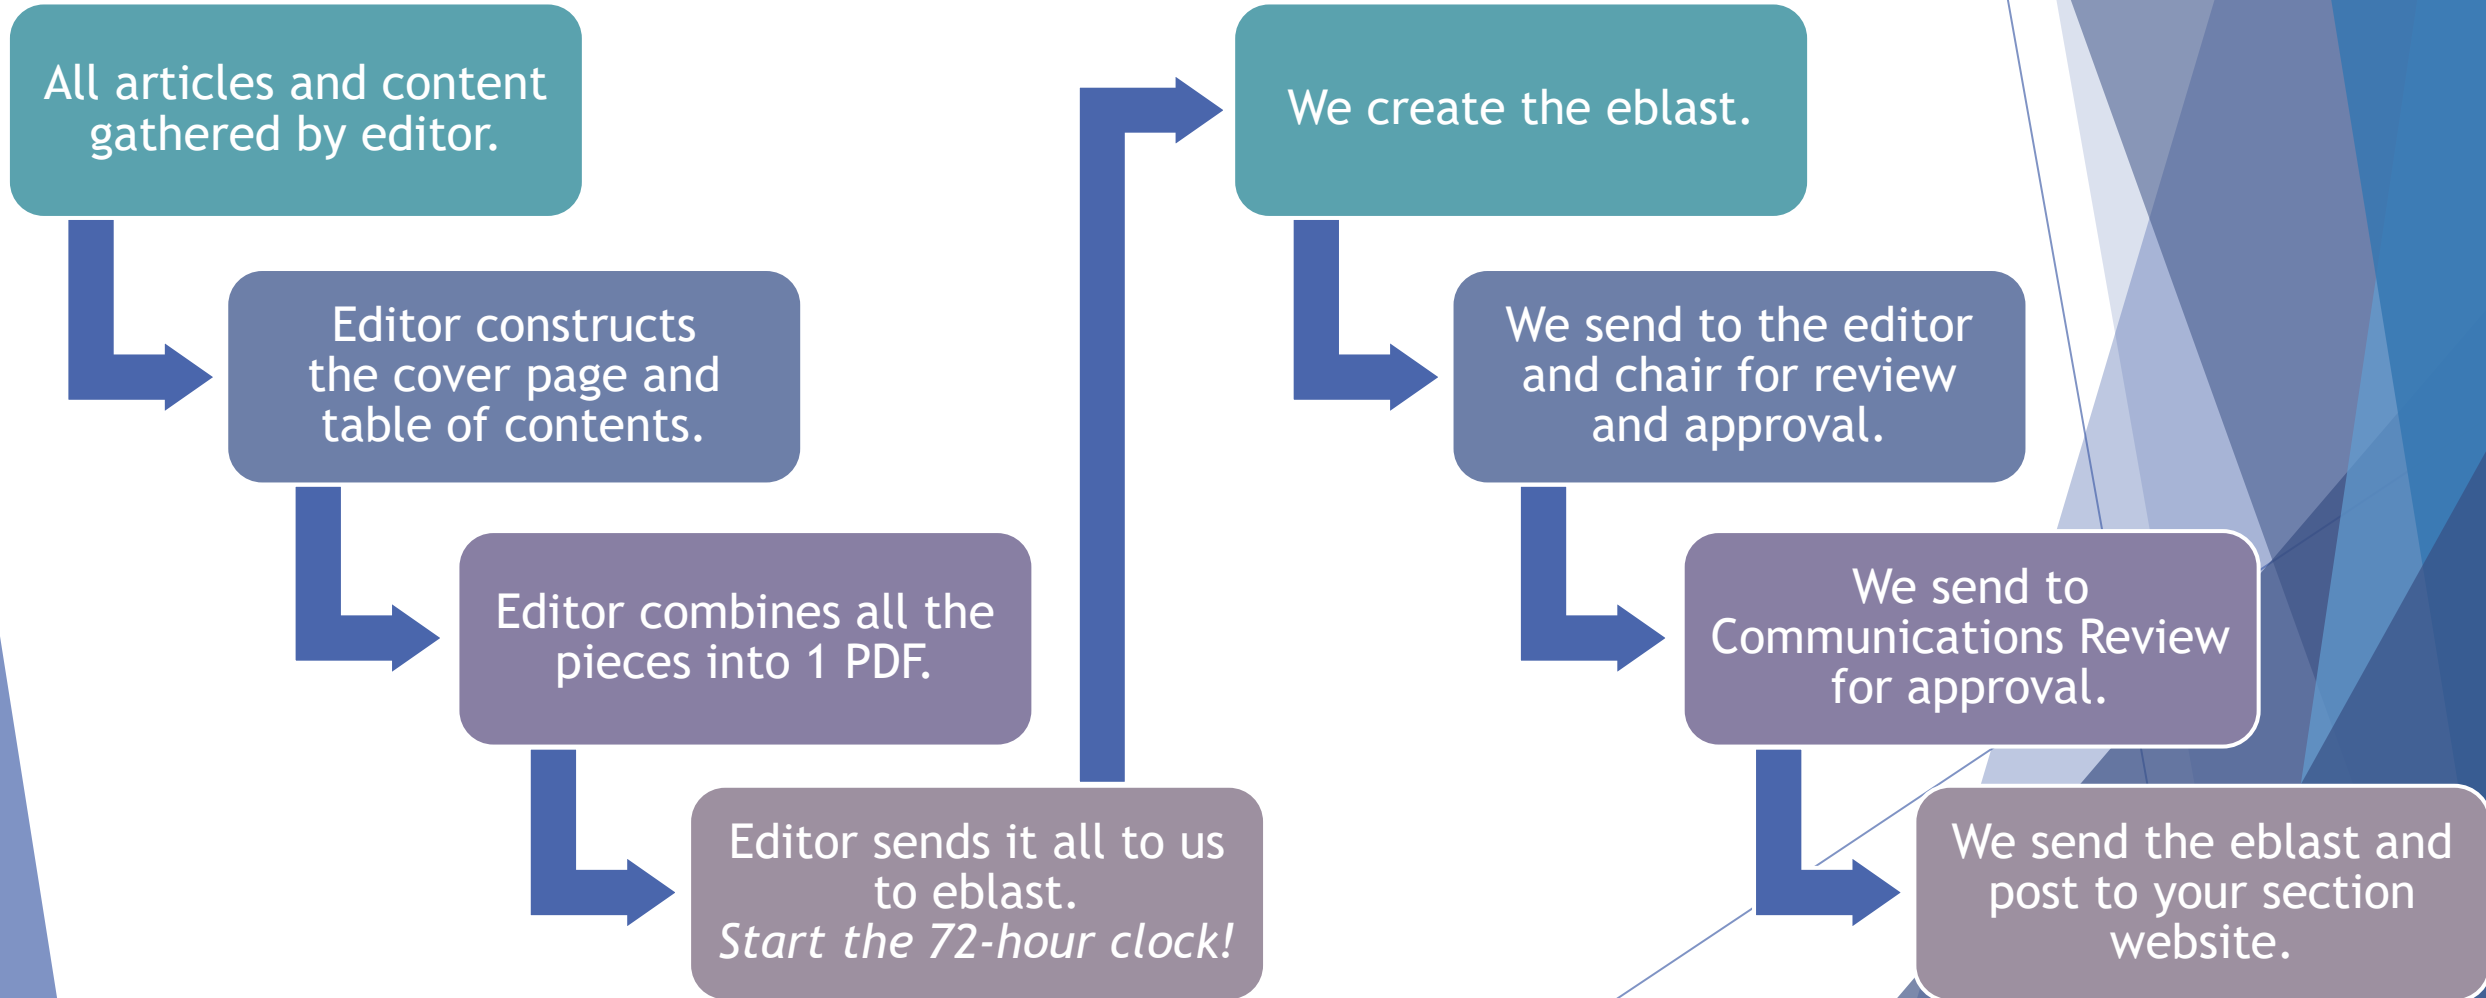 All articles and content
gathered by editor.
Editor constructs
the cover page and
table of contents.
Editor combines all the
pieces into 1 PDF.
Editor sends it all to us
to eblast.
Start the 72-hour clock!
We create the eblast.
We send to the editor
and chair for review
and approval.
We send to
Communications Review
for approval.
We send the eblast and
post to your section
website.